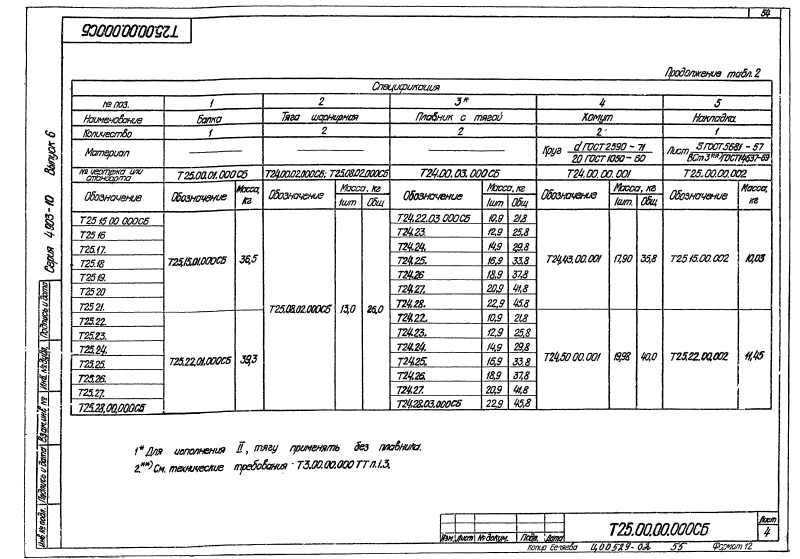 54
Т25.00.00.000СБ
Продолжение табл. 2
Спецификация
№ поз. 1 2 3* 4 5
Наименование Балка Тяга шарнирная Плавник с тягой Хомут Накладка
Количество 1 2 2 2 1
Материал Круг d ГОСТ 2590-71 / 20 ГОСТ 1050-60 Лист S ГОСТ 5681-57 / ВСт 3 ГОСТ14637-69
№ чертежа или стандарта Т25.00.01.000СБ Т24.00.02.000СБ; Т25.08.02.000СБ Т24.00.03.000СБ Т24.00.00.001 Т25.00.00.002
Обозначение Обозначение Масса, кг Обозначение Масса, кг Обозначение Масса, кг Обозначение Масса, кг Обозначение Масса, кг
1шт Общ 1шт. Общ 1шт. Общ
Т25 15 00 000СБ Т24.22.03 000СБ 10,9 21,8
Т25 16 Т24.23. 12,9 25,8
Т25.17. Т24.24. 14,9 29,8
Т25.18 Т25,15.01.000СБ 36,5 Т24.25. 16,9 33,8 Т24,43.00.001 17,90 35,8 Т25 15.00.002 10,03
Т25 19. Т24.26 18,9 37,8
Т25 20 Т24.27. 20,9 41,8
Т25 21. Т25.08.02.000СБ 13,0 26,0 Т24.28. 22,9 45.8
Т25.22. Т24.22. 10,9 21,8
Т25.23. Т24.23. 12,9 25,8
Т25.24. Т24.24. 14,9 29,8
Т25.25. Т25,22,01.000СБ 39,3 Т24.25. 16,9 33,8 Т24,50.00.001 19,98 40,0 Т25.22.00.002 11,45
Т25.26. Т24.26. 18,9 37,8
Т25.27. Т24.27 20,9 41,8
Т25.28.00.000СБ Т24.28.03.000СБ 22,9 45,8
1* Для исполнения II, тягу применять без плавника.
2.**) См. технические требования - Т3.00.00.000 ТТ п.1.3.
Серия 4.903-10 Выпуск 6
Инв № подл. Подпись и дата Взам.инв № Инв. № дубл. Подпись и дата
Изм. Лист № докум. Подп. Дата
Т25.00.00.000СБ
Лист
4
Копир Беляева Ц00529-02 55 Формат 12